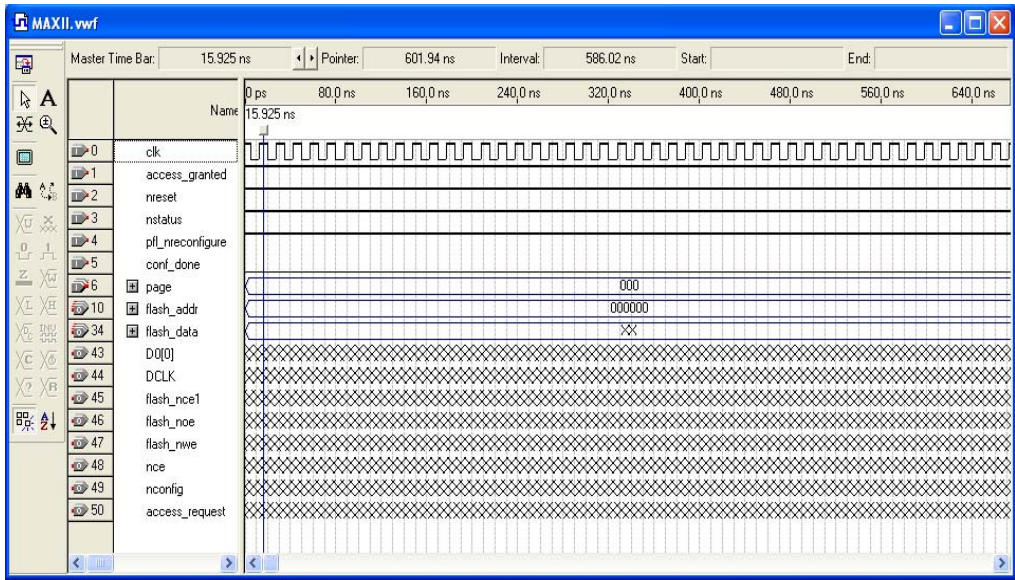 MAXII.vwf
Master Time Bar: 15.925 ns Pointer: 601.94 ns Interval: 586.02 ns Start: End:
Name
0 ps 80.0 ns 160.0 ns 240.0 ns 320.0 ns 400.0 ns 480.0 ns 560.0 ns 640.0 ns
15.925 ns
0 clk
1 access_granted
2 nreset
3 nstatus
4 pfl_nreconfigure
5 conf_done
6 page 000
10 flash_addr 000000
34 flash_data XX
43 D0[0]
44 DCLK
45 flash_nce1
46 flash_noe
47 flash_nwe
48 nce
49 nconfig
50 access_request